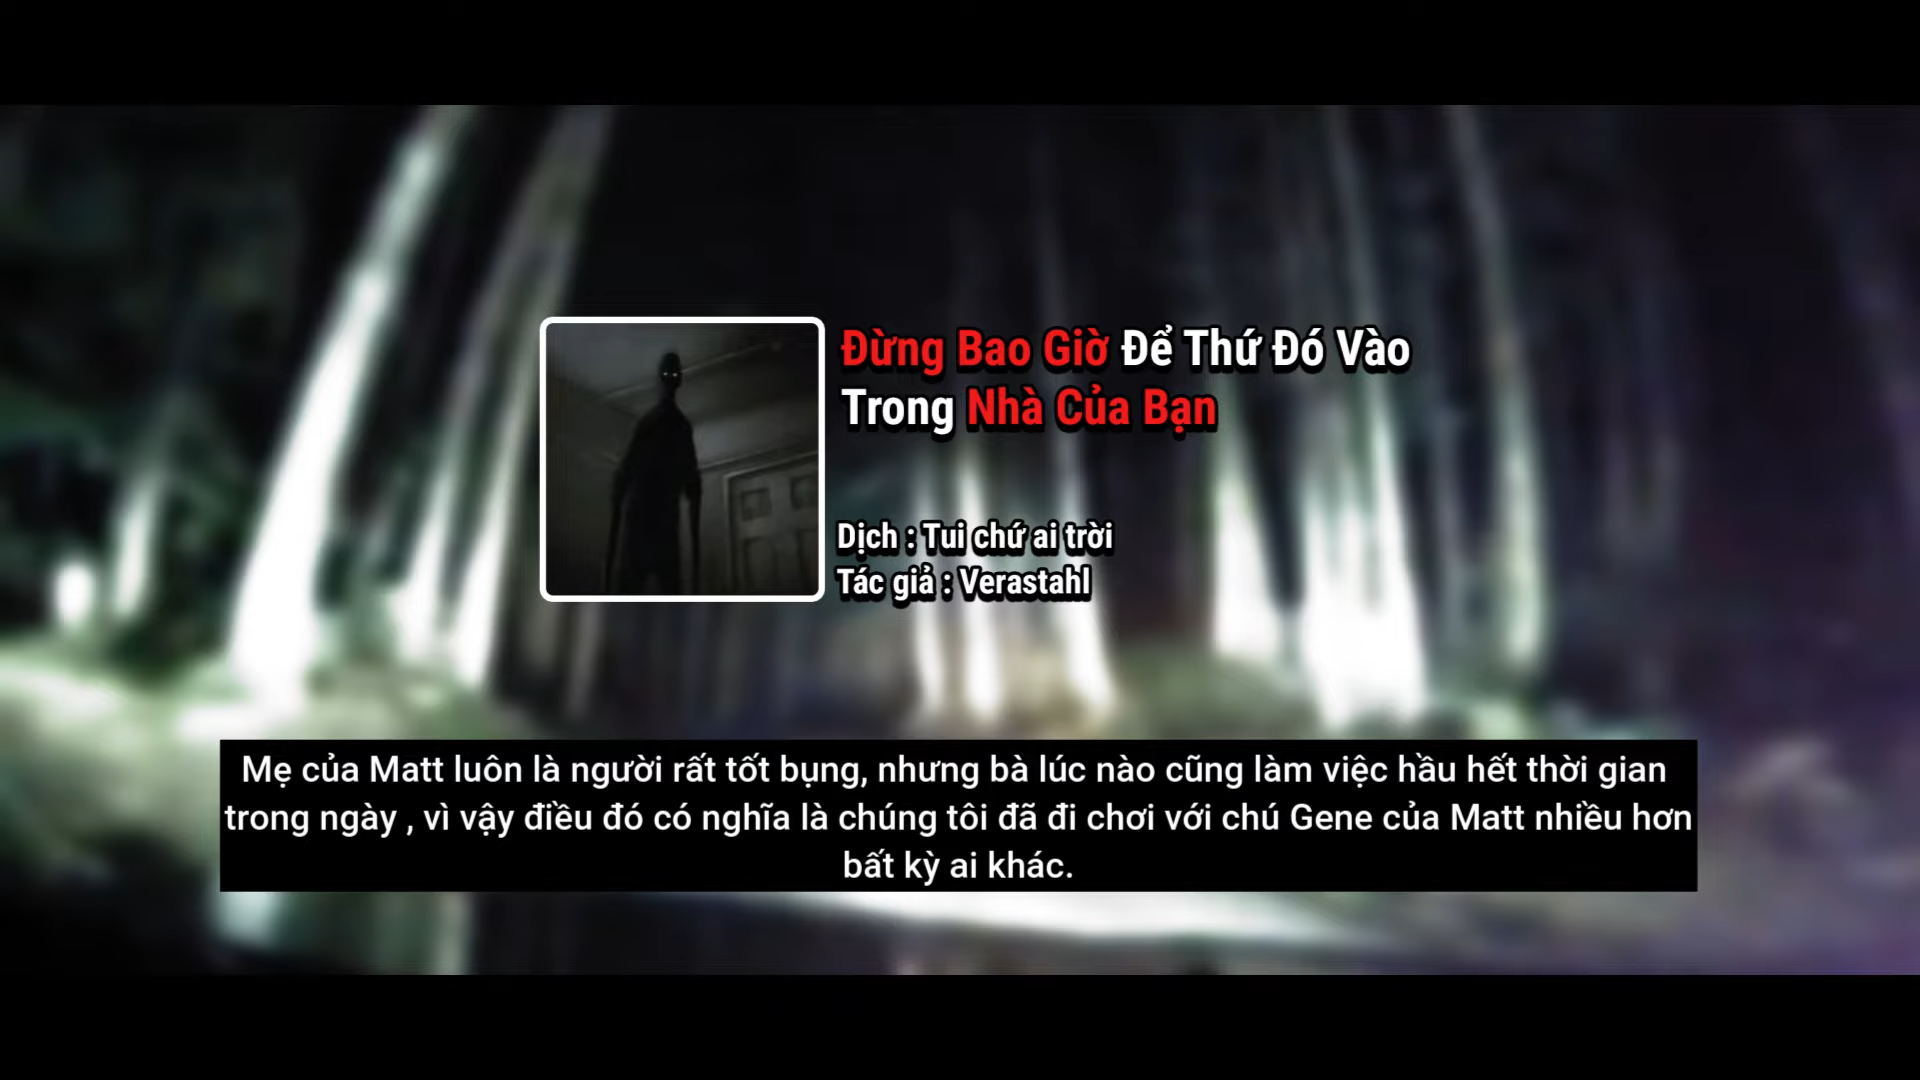 Đừng Bao Giờ Để Thứ Đó Vào
Trong Nhà Của Bạn
Dịch : Tui chứ ai trời
Tác giả : Verastahl
Mẹ của Matt luôn là người rất tốt bụng, nhưng bà lúc nào cũng làm việc hầu hết thời gian
trong ngày , vì vậy điều đó có nghĩa là chúng tôi đã đi chơi với chú Gene của Matt nhiều hơn
bất kỳ ai khác.